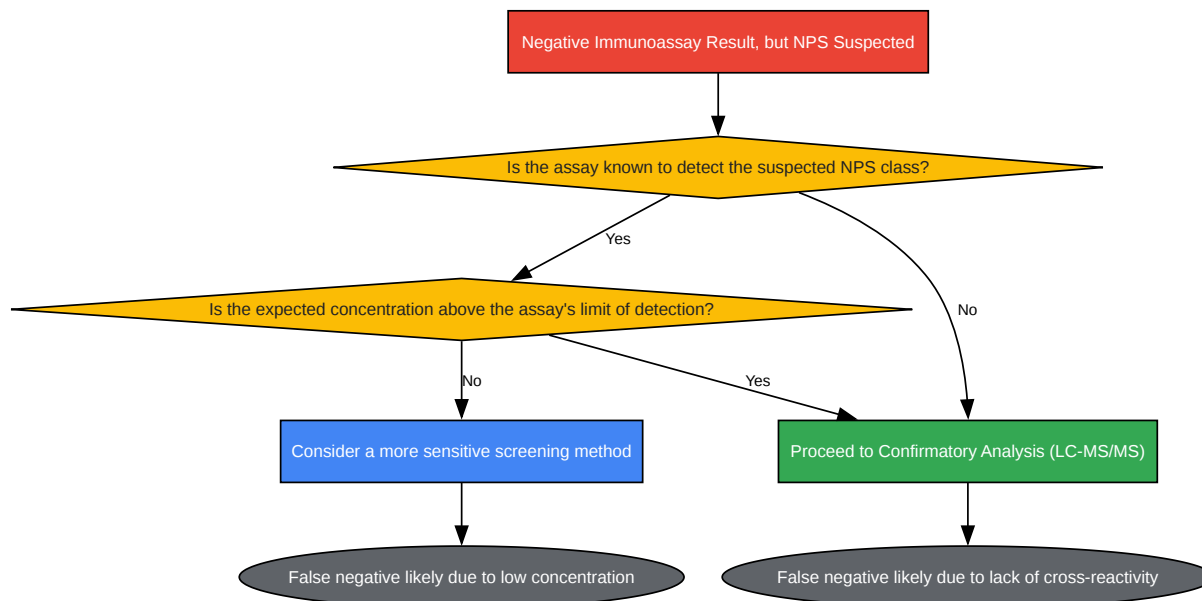 Negative Immunoassay Result, but NPS Suspected
Is the assay known to detect the suspected NPS class?
Yes
Is the expected concentration above the assay's limit of detection?
No
No
Yes
Consider a more sensitive screening method
Proceed to Confirmatory Analysis (LC-MS/MS)
False negative likely due to low concentration
False negative likely due to lack of cross-reactivity